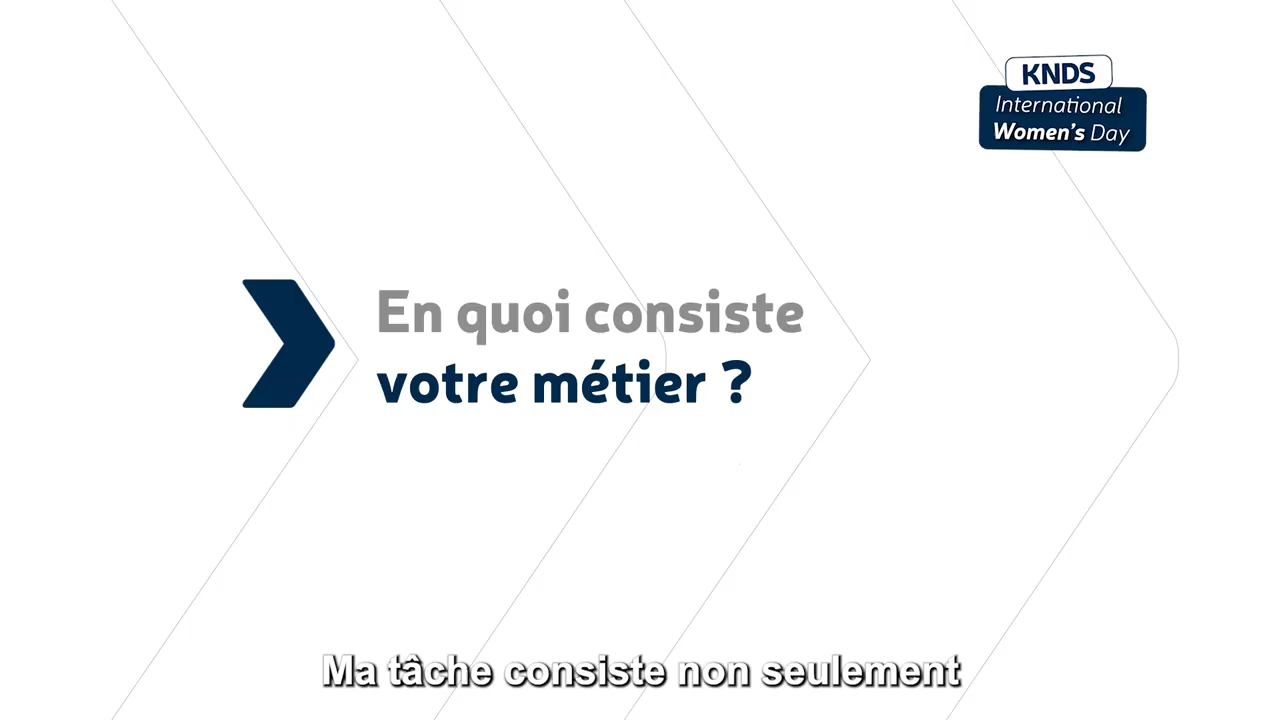 KNDS
International
Women's Day
En quoi consiste
votre métier ?
Ma tâche consiste non seulement